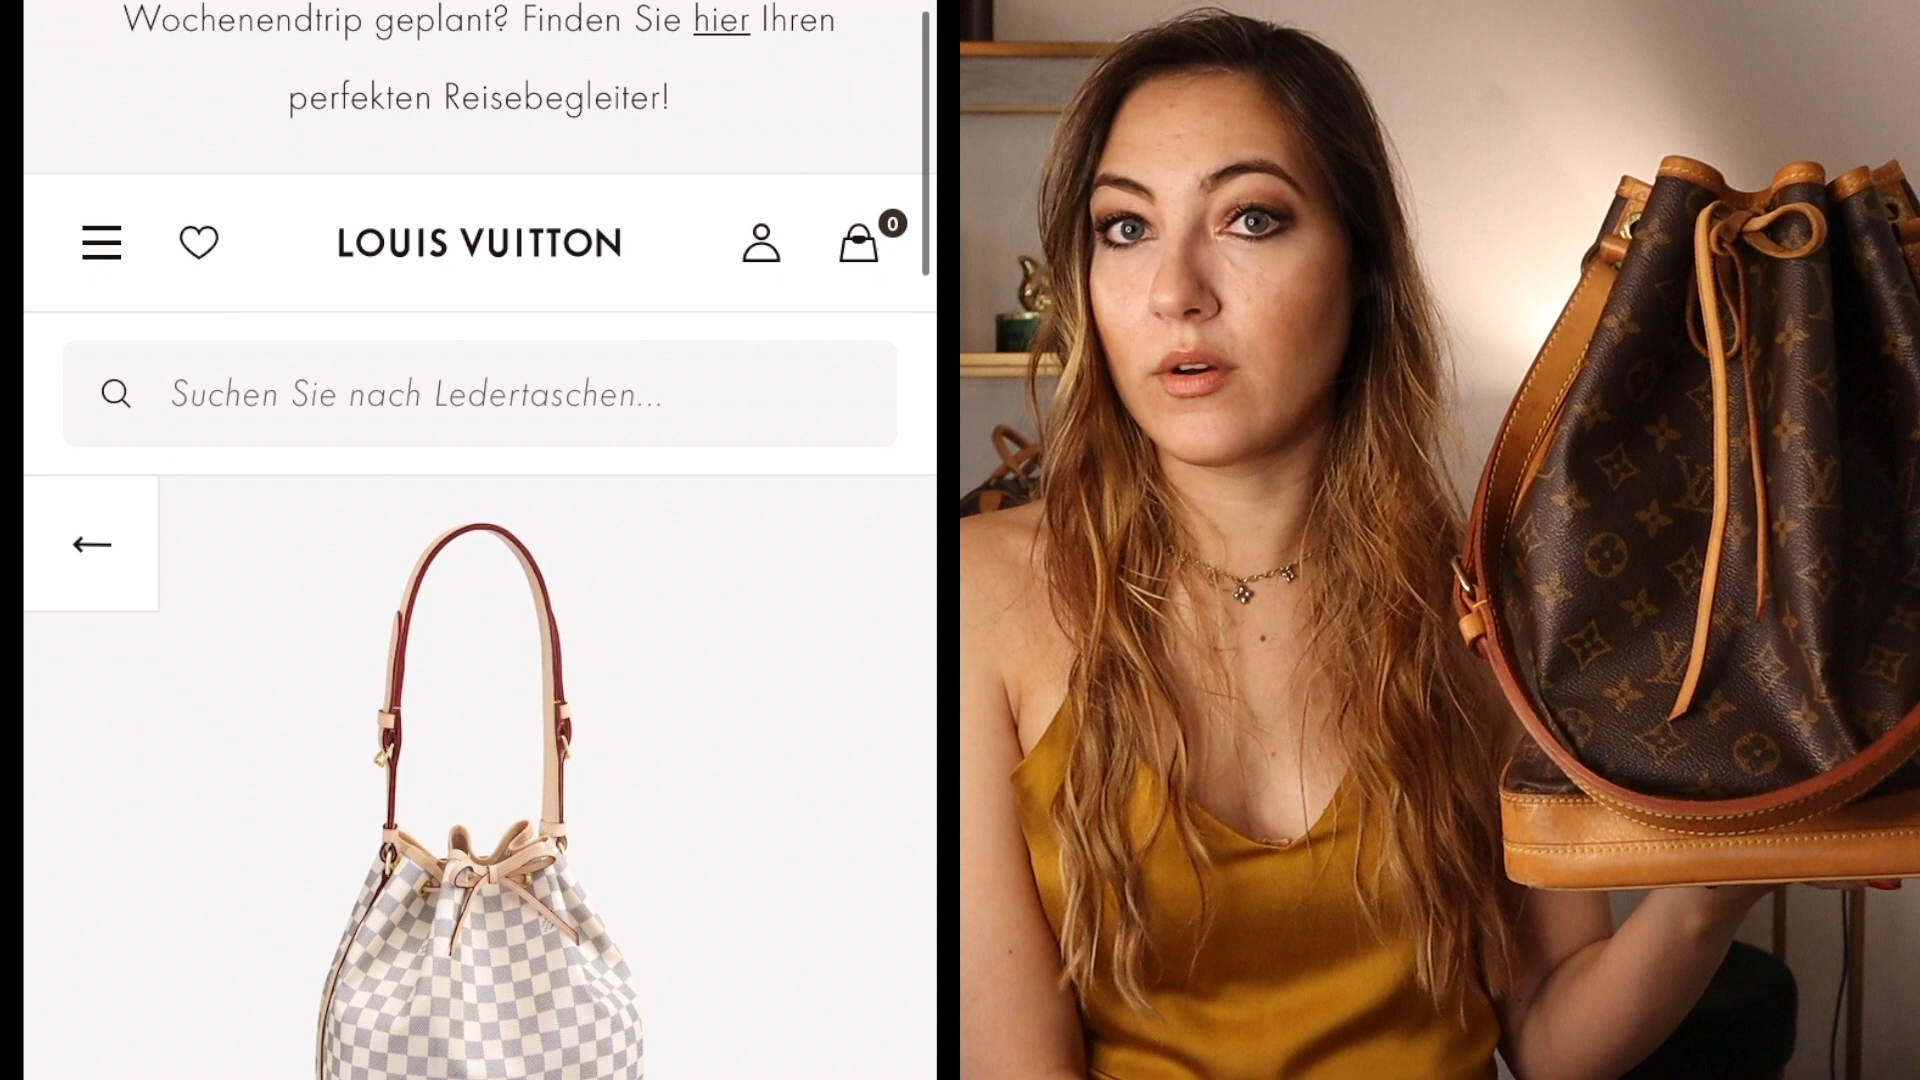 Wochenendtrip geplant? Finden Sie hier Ihren
perfekten Reisebegleiter!
LOUIS VUITTON
0
Suchen Sie nach Ledertaschen...